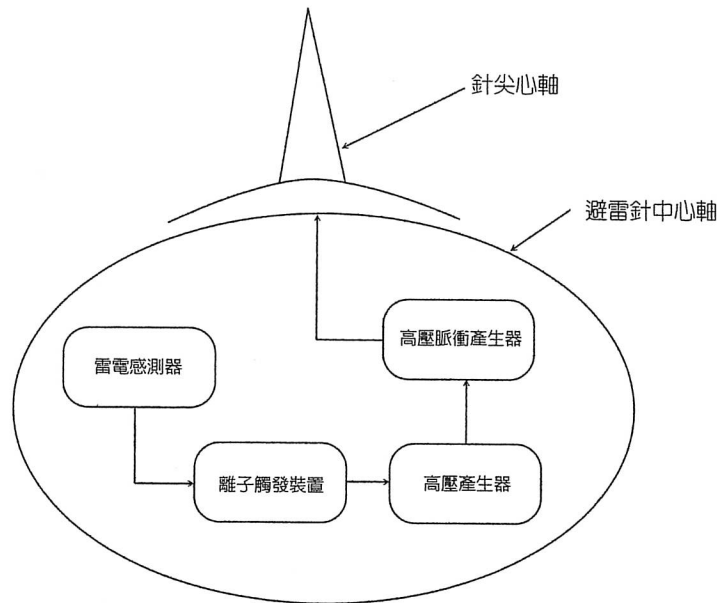 針尖心軸
避雷針中心軸
高壓脈衝產生器
雷電感測器
離子觸發裝置
高壓產生器